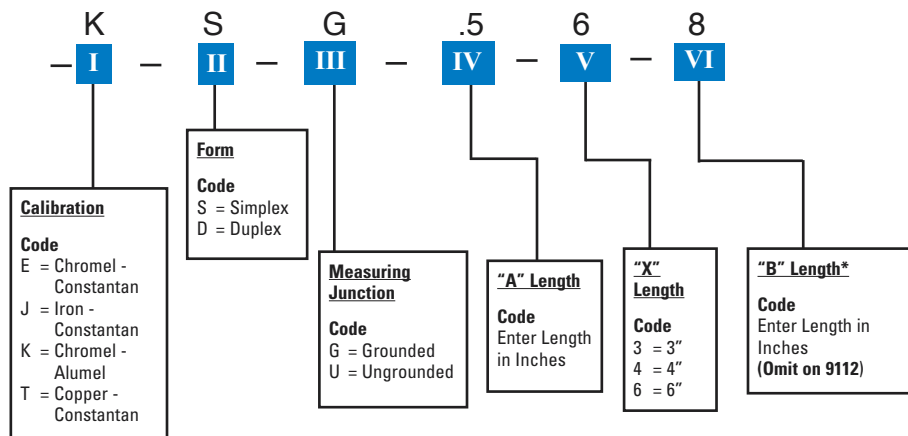 K S G .5 6 8
– I – II – III – IV – V – VI
Form
Code
S = Simplex
D = Duplex
Calibration
Code
E = Chromel -
Constantan
J = Iron -
Constantan
K = Chromel -
Alumel
T = Copper -
Constantan
Measuring
Junction
Code
G = Grounded
U = Ungrounded
“A” Length
Code
Enter Length
in Inches
“X”
Length
Code
3 = 3”
4 = 4”
6 = 6”
“B” Length*
Code
Enter Length in
Inches
(Omit on 9112)